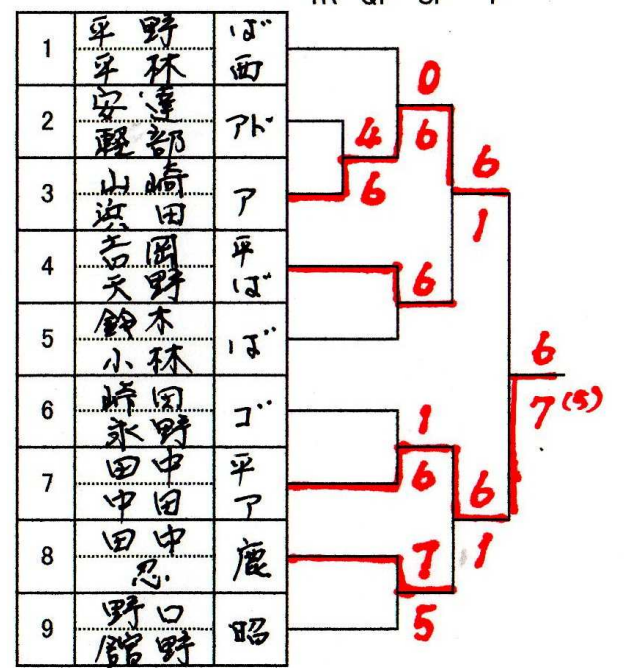 1 平野 ば
平林 西
2 安達 アド
軽部
3 山崎 ア
浜田
4 吉岡 平
天野 ば
5 鈴木 ば
小林
6 崎田 ゴ
永野
7 田中 平
中田 ア
8 田中 鹿
忍
9 野口 昭
舘野
0
4 6 6
6 1
6
6
7(5)
1
6 6
7 1
5